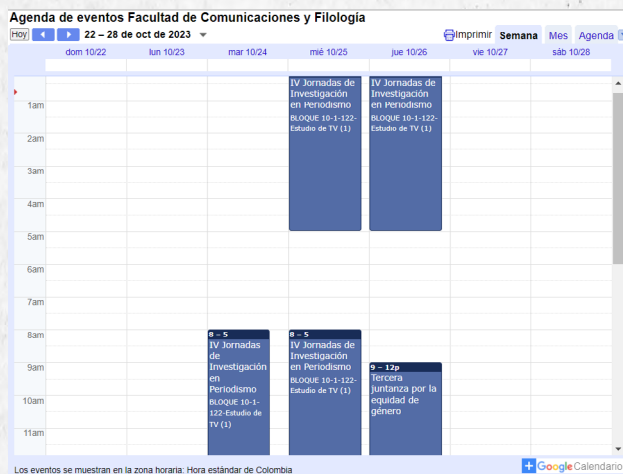 Agenda de eventos Facultad de Comunicaciones y Filología
Hoy 22 – 28 de oct de 2023 Imprimir Semana Mes Agenda
dom 10/22 lun 10/23 mar 10/24 mié 10/25 jue 10/26 vie 10/27 sáb 10/28
IV Jornadas de
Investigación
en Periodismo
BLOQUE 10-1-122-
Estudio de TV (1)
IV Jornadas de
Investigación
en Periodismo
BLOQUE 10-1-122-
Estudio de TV (1)
1am
2am
3am
4am
5am
6am
7am
8am
9am
10am
11am
8 – 5
IV Jornadas
de
Investigación
en
Periodismo
BLOQUE 10-1-
122-Estudio de
TV (1)
8 – 5
IV Jornadas de
Investigación
en Periodismo
BLOQUE 10-1-122-
Estudio de TV (1)
9 – 12p
Tercera
juntanza por la
equidad de
género
Los eventos se muestran en la zona horaria: Hora estándar de Colombia
Google Calendario